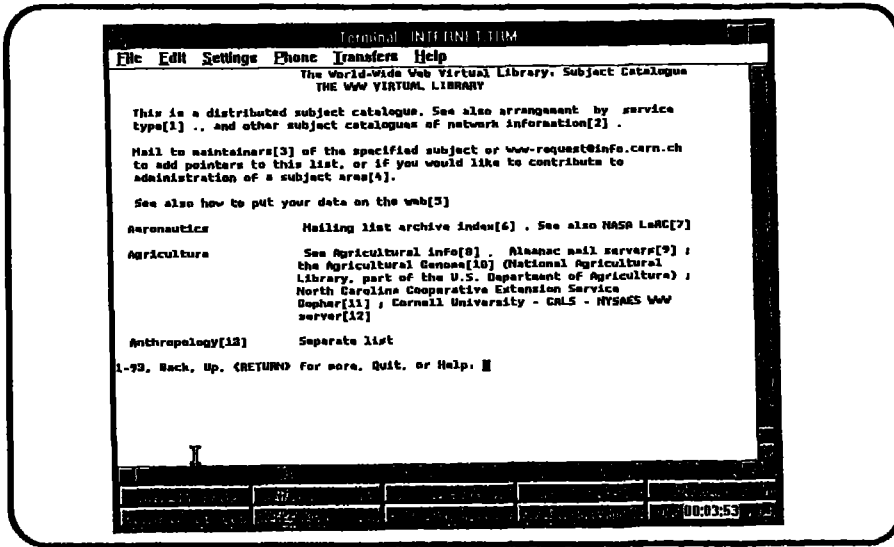 Terminal INTERNET.TRM
File Edit Settings Phone Transfers Help
The World-Wide Web Virtual Library: Subject Catalogue
THE WWW VIRTUAL LIBRARY
This is a distributed subject catalogue. See also arrangement by service
type[1] ., and other subject catalogues of network information[2] .
Mail to maintainers[3] of the specified subject or www-request@info.cern.ch
to add pointers to this list, or if you would like to contribute to
administration of a subject area[4].
See also how to put your data on the web[5]
Aeronautics Mailing list archive index[6] . See also NASA LaRC[7]
Agriculture See Agricultural info[8] , Almanac mail servers[9] ;
the Agricultural Genome[10] (National Agricultural
Library, part of the U.S. Department of Agriculture) ;
North Carolina Cooperative Extension Service
Gopher[11] ; Cornell University - CALS - NYSAES WWW
server[12]
Anthropology[13] Separate list
1-93, Back, Up, <RETURN> for more, Quit, or Help:
00:03:53